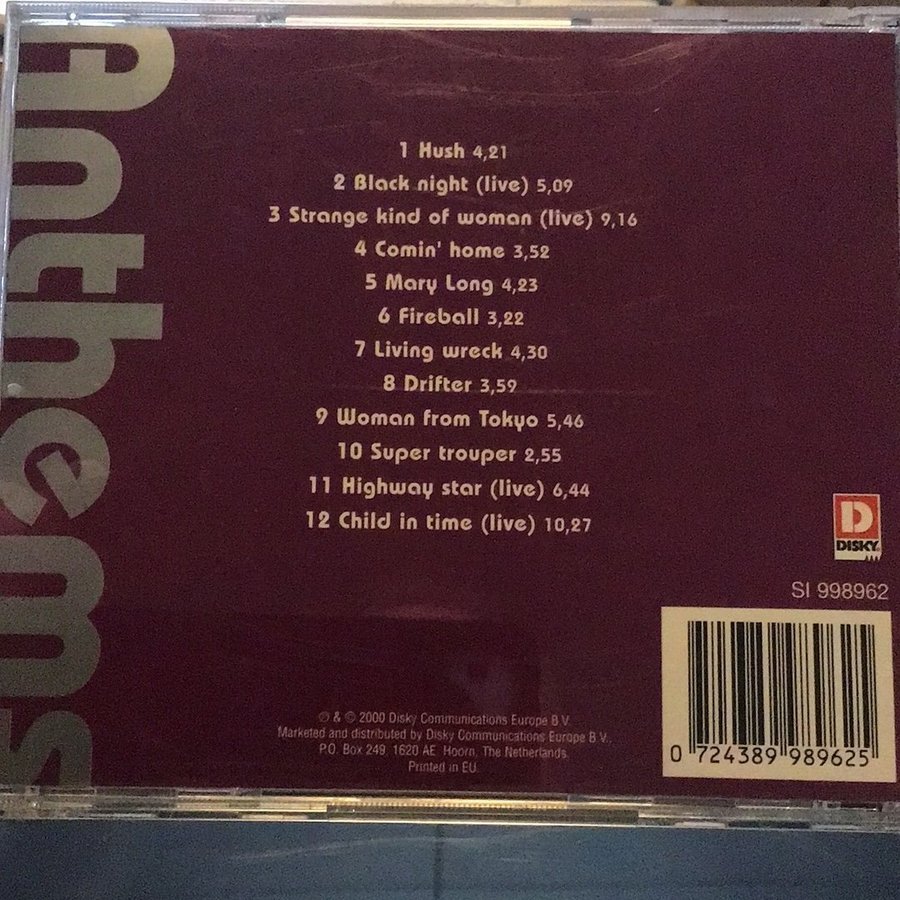 Anthems
1 Hush 4,21
2 Black night (live) 5,09
3 Strange kind of woman (live) 9,16
4 Comin' home 3,52
5 Mary Long 4,23
6 Fireball 3,22
7 Living wreck 4,30
8 Drifter 3,59
9 Woman from Tokyo 5,46
10 Super trouper 2,55
11 Highway star (live) 6,44
12 Child in time (live) 10,27
D
DISKY
SI 998962
℗ & © 2000 Disky Communications Europe B.V.
Marketed and distributed by Disky Communications Europe B.V.,
P.O. Box 249, 1620 AE, Hoorn, The Netherlands.
Printed in EU.
0 724389 989625